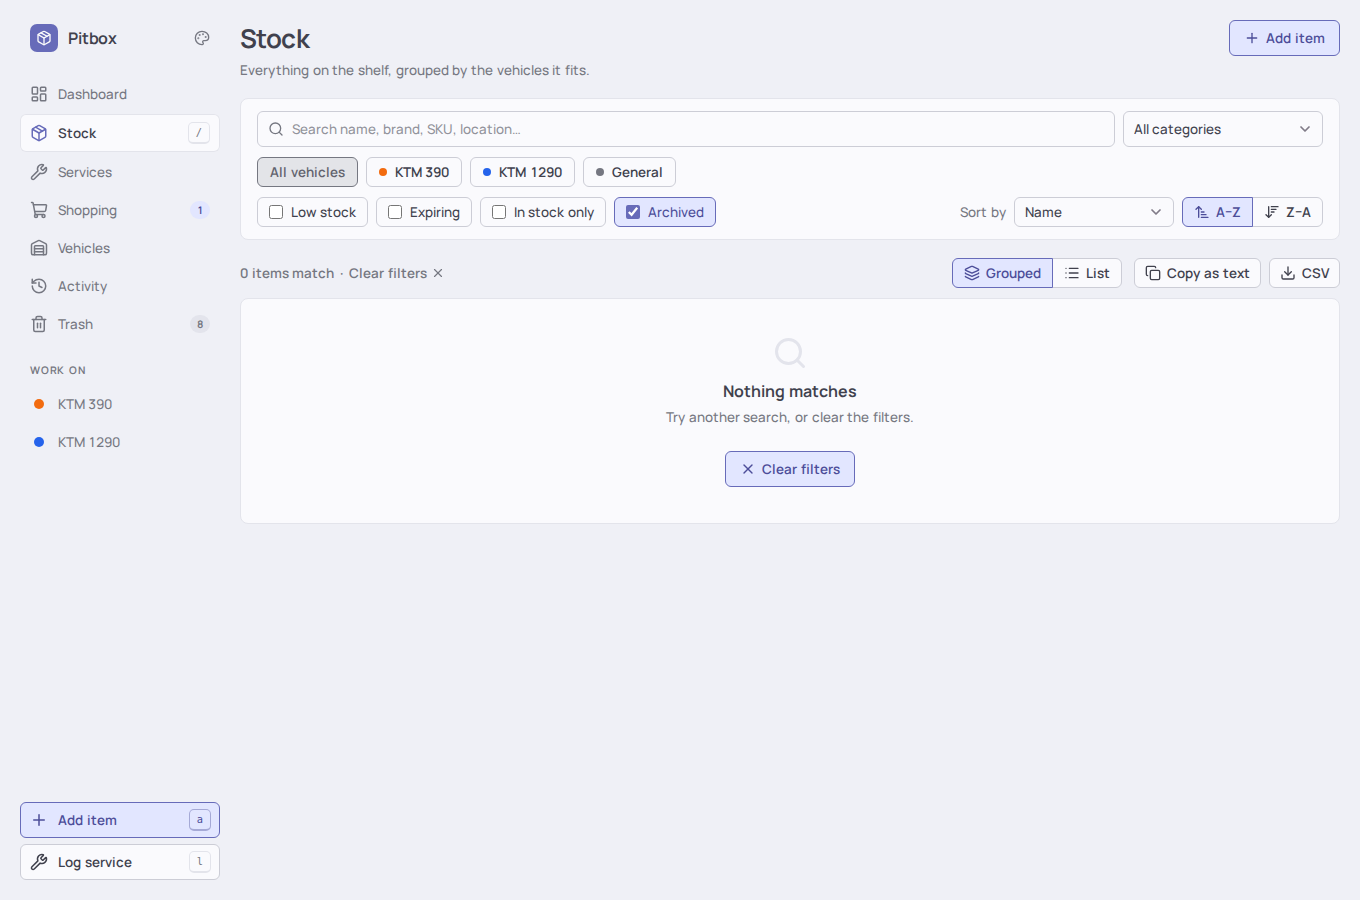 Pitbox
Dashboard
Stock /
Services
Shopping 1
Vehicles
Activity
Trash 8
WORK ON
KTM 390
KTM 1290
Add item a
Log service l
Stock
Everything on the shelf, grouped by the vehicles it fits.
Add item
Search name, brand, SKU, location…
All categories
All vehicles KTM 390 KTM 1290 General
Low stock Expiring In stock only Archived Sort by Name A–Z Z–A
0 items match · Clear filters
Grouped List Copy as text CSV
Nothing matches
Try another search, or clear the filters.
Clear filters